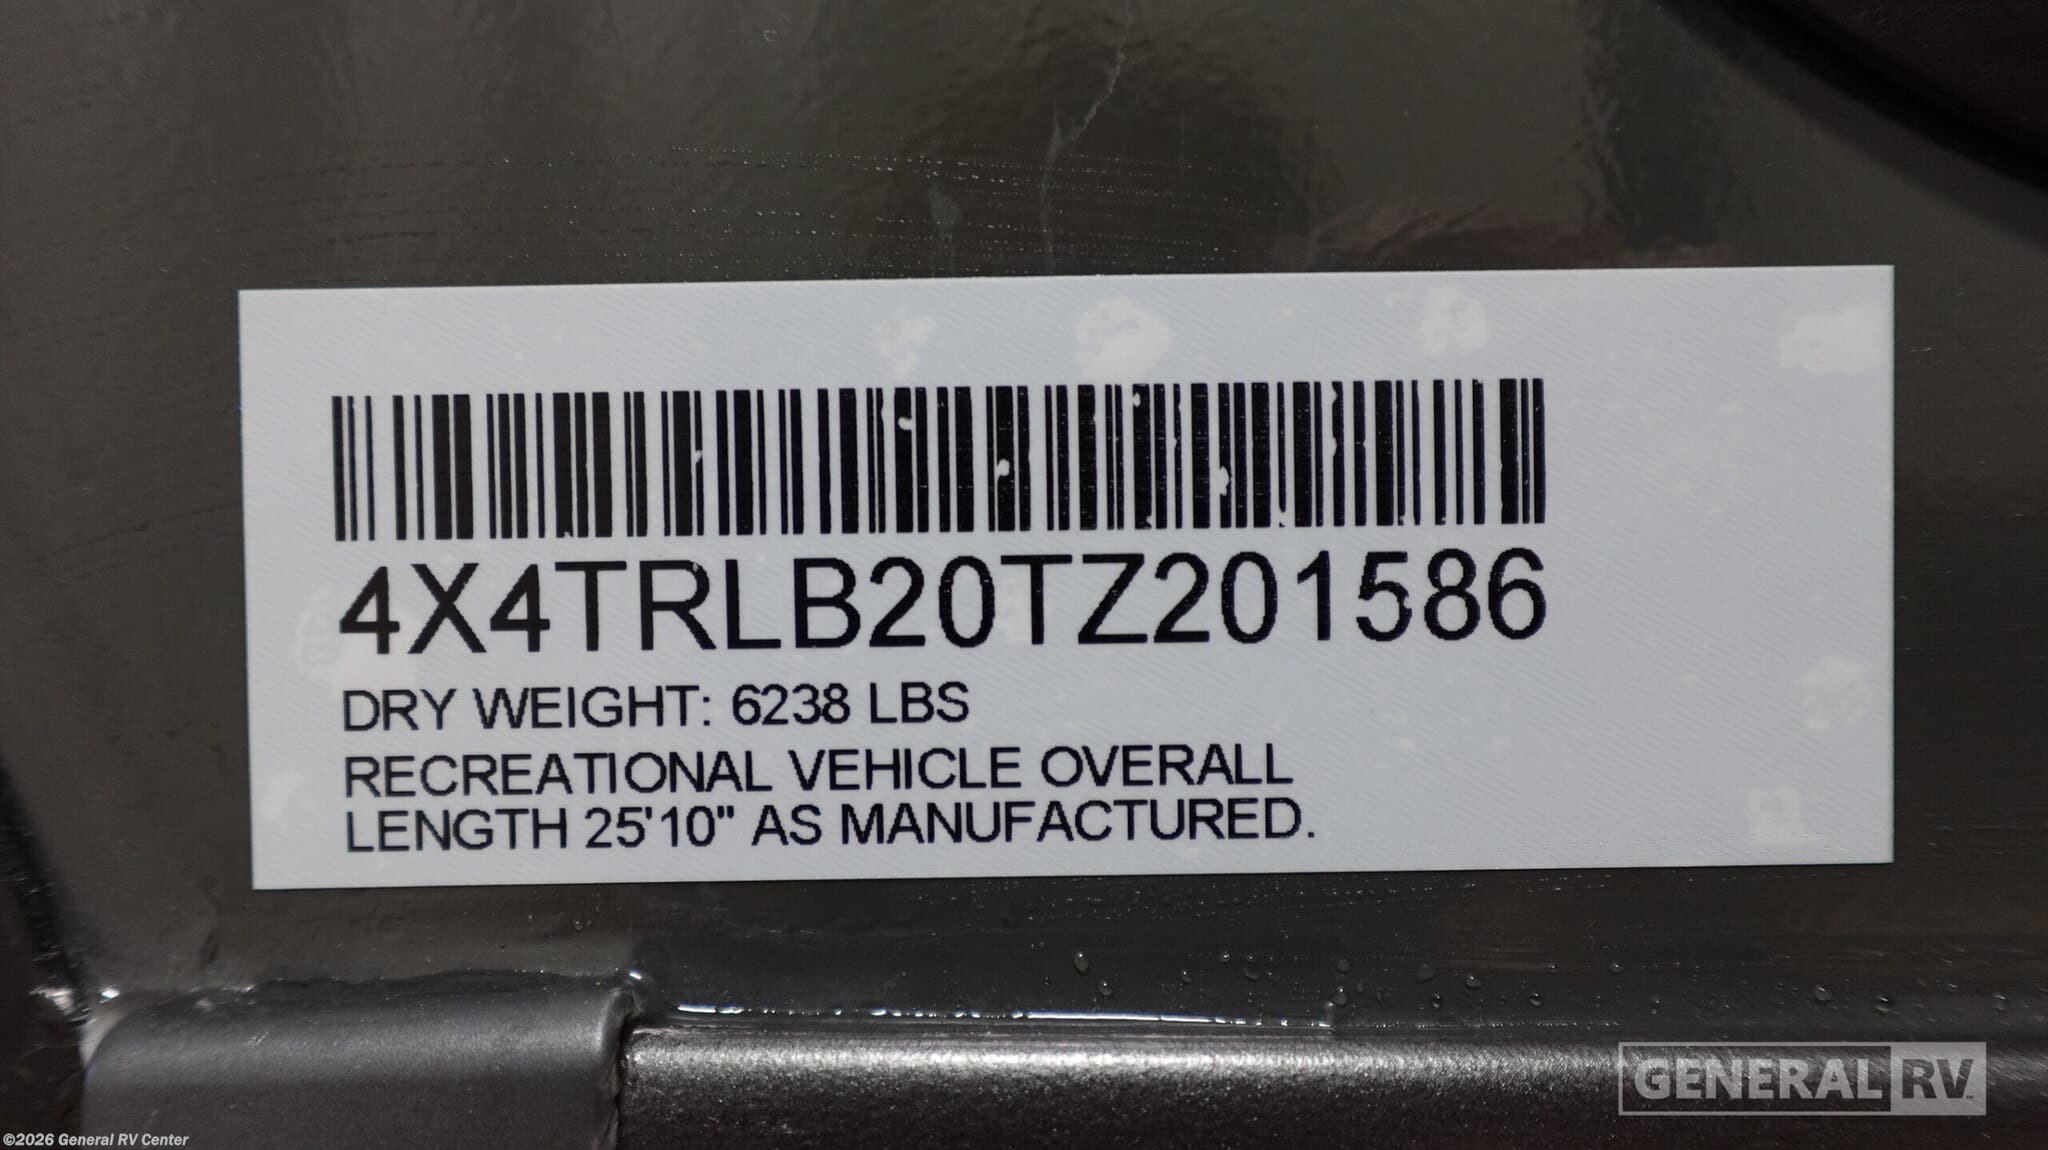 4X4TRLB20TZ201586
DRY WEIGHT: 6238 LBS
RECREATIONAL VEHICLE OVERALL
LENGTH 25'10" AS MANUFACTURED.
GENERAL RV
©2026 General RV Center